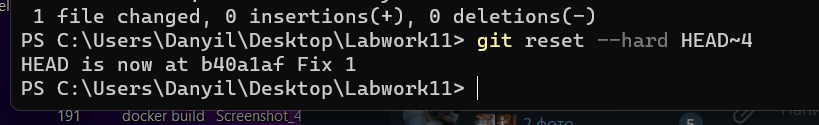 1 file changed, 0 insertions(+), 0 deletions(-)
PS C:\Users\Danyil\Desktop\Labwork11> git reset --hard HEAD~4
HEAD is now at b40a1af Fix 1
PS C:\Users\Danyil\Desktop\Labwork11>
191 docker build Screenshot_4
2 фото
5